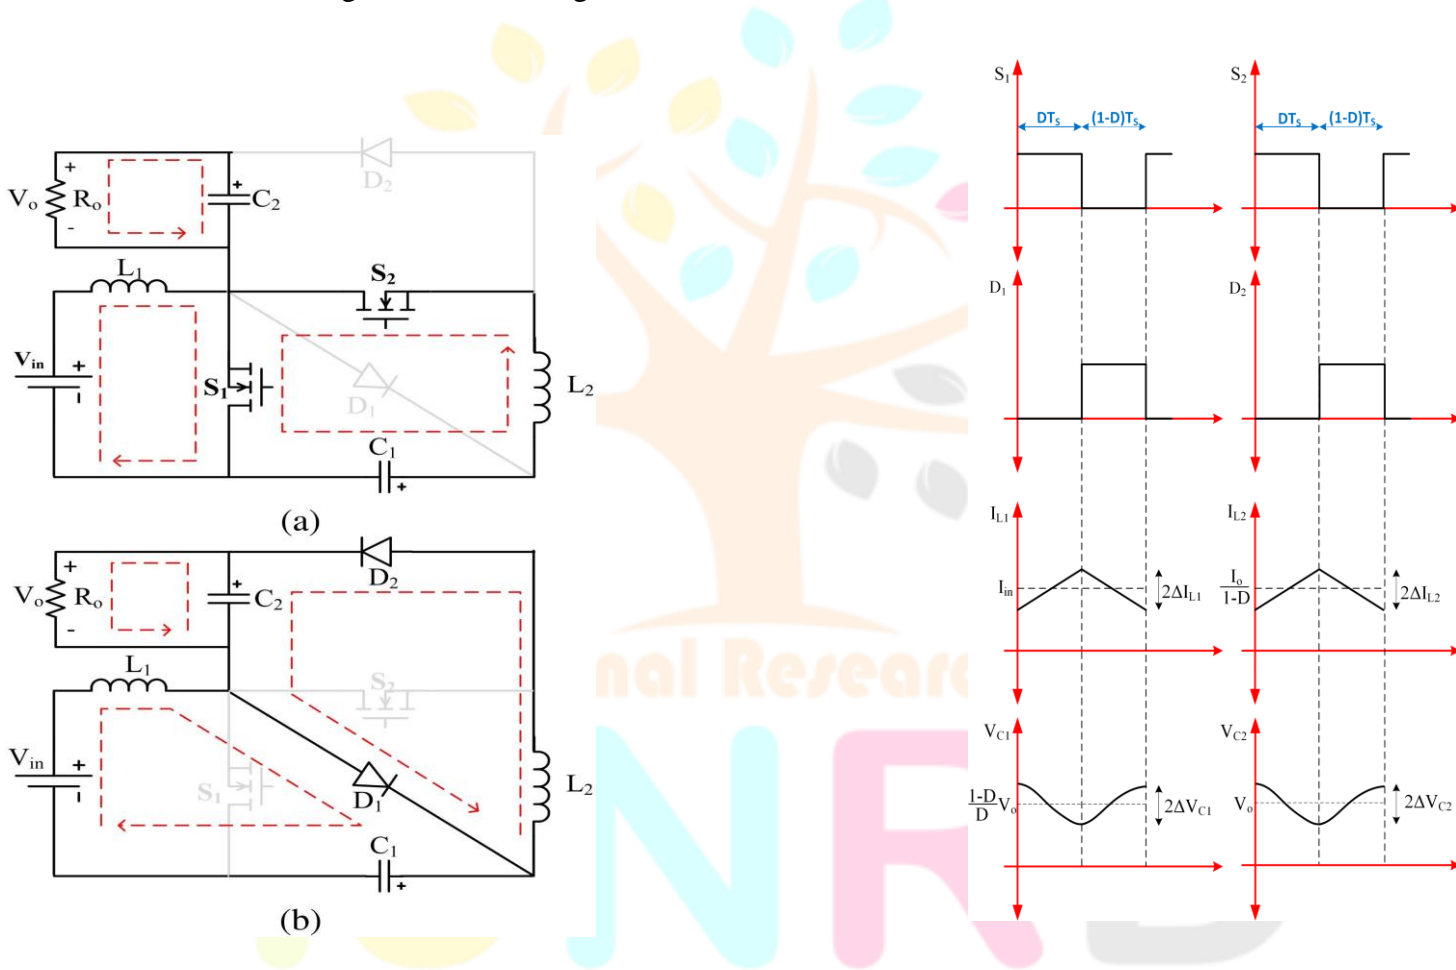 +
Vo
Ro
-
+
C2
D2
L1
S2
Vin
+
-
S1
D1
L2
C1
+
(a)
+
Vo
Ro
-
+
C2
D2
L1
S2
Vin
+
-
S1
D1
L2
C1
+
(b)
S1
DTS
(1-D)TS
D1
IL1
Iin
2ΔIL1
VC1
1-D
D
Vo
2ΔVC1
S2
DTS
(1-D)TS
D2
IL2
Io
1-D
2ΔIL2
VC2
Vo
2ΔVC2
nal Resear
NR